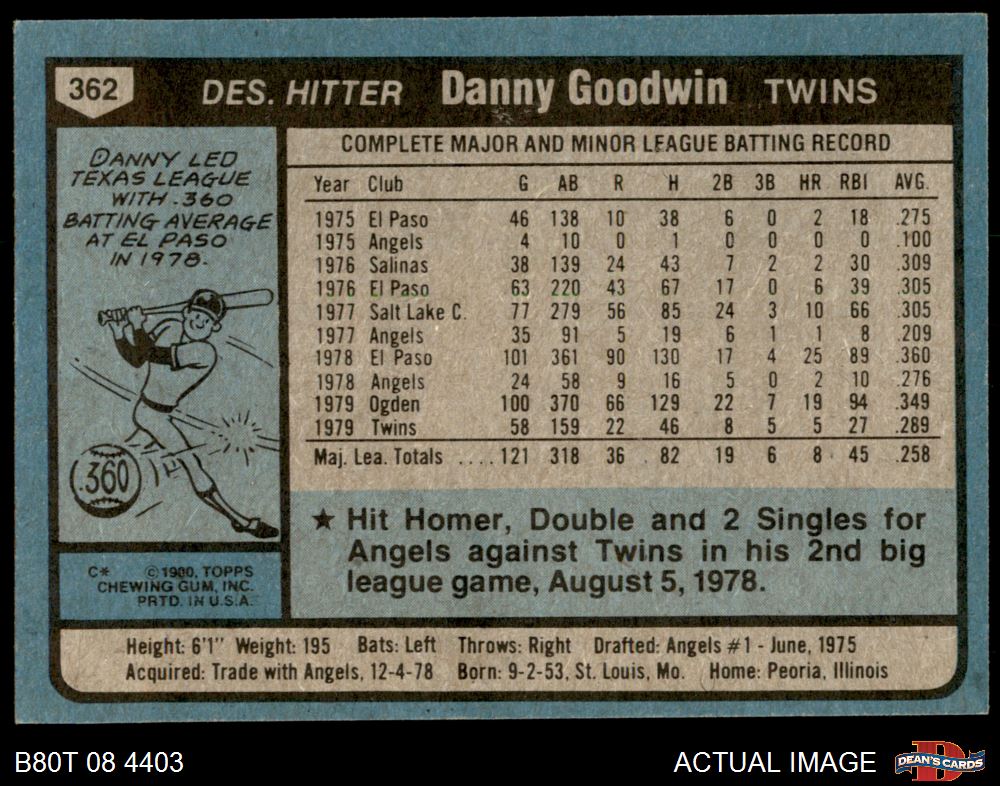 362 DES. HITTER Danny Goodwin TWINS
DANNY LED
TEXAS LEAGUE
WITH .360
BATTING AVERAGE
AT EL PASO
IN 1978.
.360
C* © 1980, TOPPS
CHEWING GUM, INC.
PRTD. IN U.S.A.
COMPLETE MAJOR AND MINOR LEAGUE BATTING RECORD
Year Club G AB R H 2B 3B HR RBI AVG.
1975 El Paso 46 138 10 38 6 0 2 18 .275
1975 Angels 4 10 0 1 0 0 0 0 .100
1976 Salinas 38 139 24 43 7 2 2 30 .309
1976 El Paso 63 220 43 67 17 0 6 39 .305
1977 Salt Lake C. 77 279 56 85 24 3 10 66 .305
1977 Angels 35 91 5 19 6 1 1 8 .209
1978 El Paso 101 361 90 130 17 4 25 89 .360
1978 Angels 24 58 9 16 5 0 2 10 .276
1979 Ogden 100 370 66 129 22 7 19 94 .349
1979 Twins 58 159 22 46 8 5 5 27 .289
Maj. Lea. Totals .... 121 318 36 82 19 6 8 45 .258
★ Hit Homer, Double and 2 Singles for
Angels against Twins in his 2nd big
league game, August 5, 1978.
Height: 6'1" Weight: 195 Bats: Left Throws: Right Drafted: Angels #1 - June, 1975
Acquired: Trade with Angels, 12-4-78 Born: 9-2-53, St. Louis, Mo. Home: Peoria, Illinois
B80T 08 4403 ACTUAL IMAGE DEAN'S CARDS